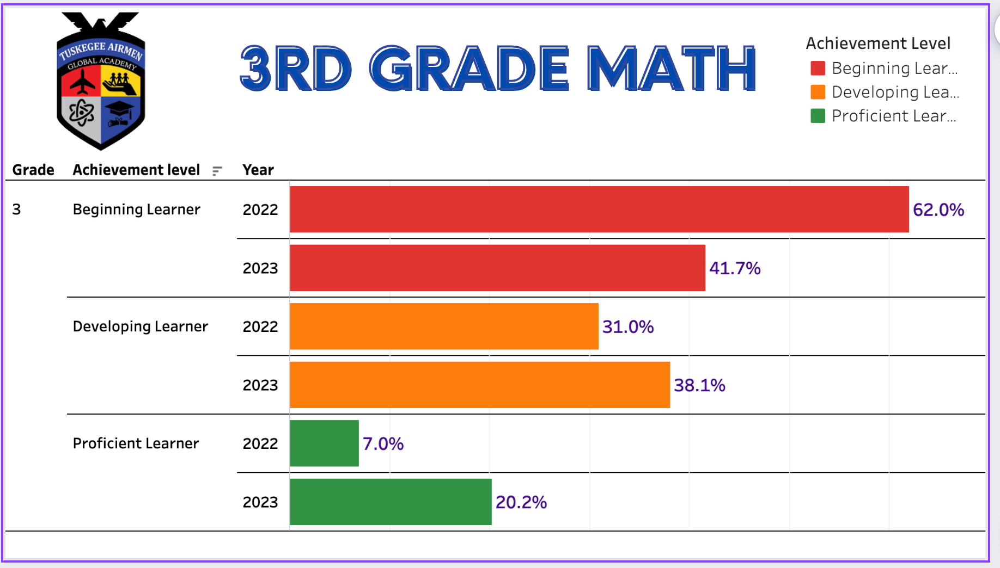 TUSKEGEE AIRMEN
GLOBAL ACADEMY
3RD GRADE MATH
Achievement Level
Beginning Lear...
Developing Lea...
Proficient Lear...
Grade Achievement level Year
3 Beginning Learner 2022 62.0%
2023 41.7%
Developing Learner 2022 31.0%
2023 38.1%
Proficient Learner 2022 7.0%
2023 20.2%